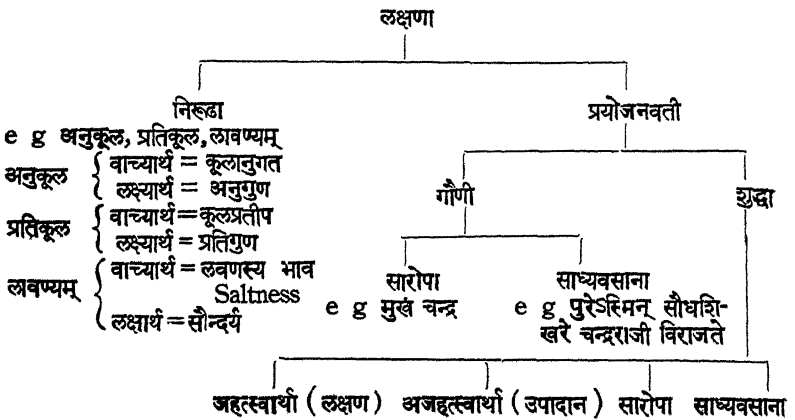 लक्षणा
निरूढा
प्रयोजनवती
e g अनुकूल, प्रतिकूल, लावण्यम्
अनुकूल { वाच्यार्थ = कूलानुगत
लक्ष्यार्थ = अनुगुण
प्रतिकूल { वाच्यार्थ = कूलप्रतीप
लक्ष्यार्थ = प्रतिगुण
लावण्यम् { वाच्यार्थ = लवणस्य भाव
Saltness
लक्षार्थ = सौन्दर्य
गौणी
शुद्धा
सारोपा
e g मुखं चन्द्र
साध्यवसाना
e g पुरेऽस्मिन् सौधशि-
खरे चन्द्रराजी विराजते
जहत्स्वार्था ( लक्षण ) अजहत्स्वार्था ( उपादान ) सारोपा साध्यवसाना